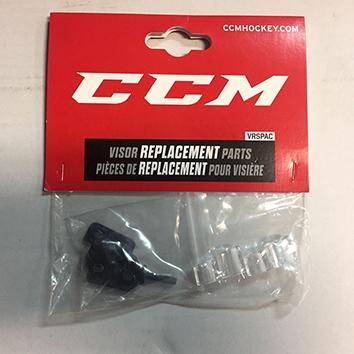 CCMHOCKEY.COM
CCM
VRSPAC
VISOR REPLACEMENT PARTS
PIÈCES DE REPLACEMENT POUR VISIÈRE